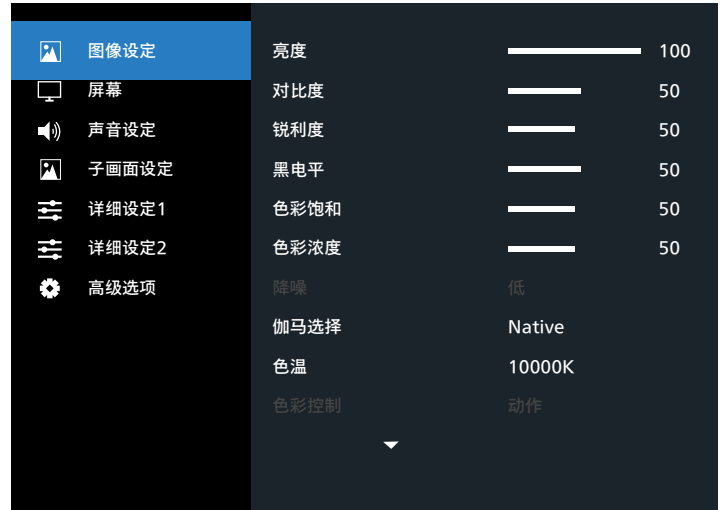 图像设定
屏幕
声音设定
子画面设定
详细设定1
详细设定2
高级选项
亮度 100
对比度 50
锐利度 50
黑电平 50
色彩饱和 50
色彩浓度 50
降噪 低
伽马选择 Native
色温 10000K
色彩控制 动作